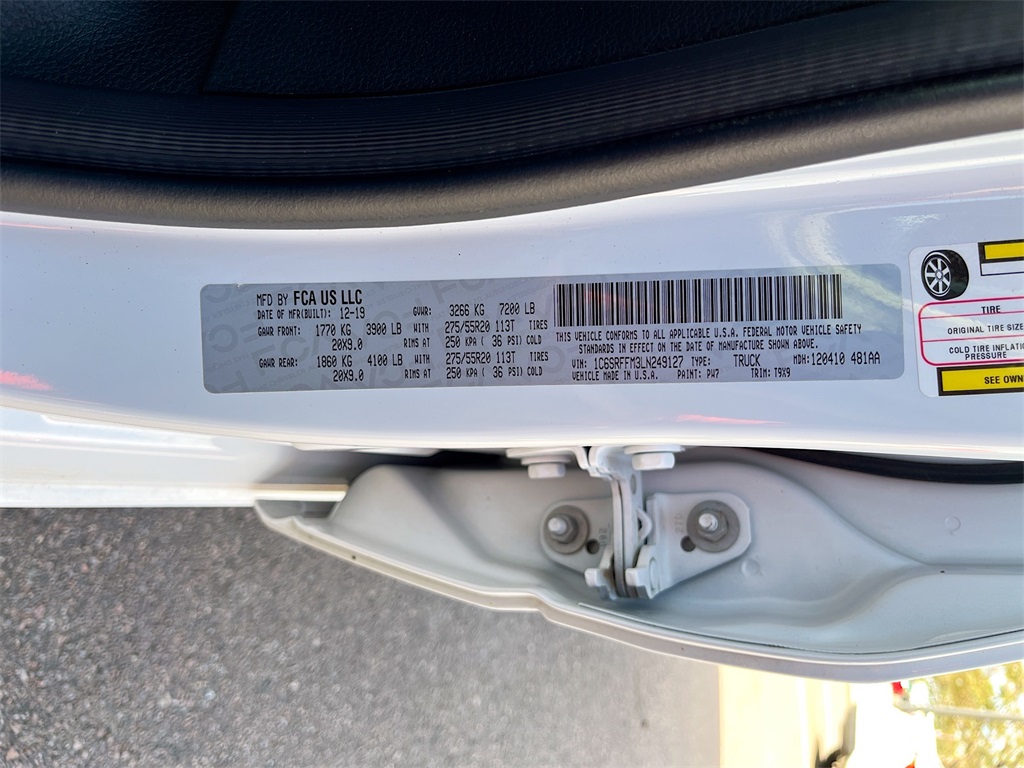 MFD BY FCA US LLC
DATE OF MFR(BUILT): 12-19 GVWR: 3266 KG 7200 LB
GAWR FRONT: 1770 KG 3900 LB WITH 275/55R20 113T TIRES
20X9.0 RIMS AT 250 KPA ( 36 PSI) COLD
GAWR REAR: 1860 KG 4100 LB WITH 275/55R20 113T TIRES
20X9.0 RIMS AT 250 KPA ( 36 PSI) COLD
THIS VEHICLE CONFORMS TO ALL APPLICABLE U.S.A. FEDERAL MOTOR VEHICLE SAFETY
STANDARDS IN EFFECT ON THE DATE OF MANUFACTURE SHOWN ABOVE.
VIN: 1C6SRFFM3LN249127 TYPE: TRUCK MDH: 120410 481AA
VEHICLE MADE IN U.S.A. PAINT: PW7 TRIM: T9X9
TIRE
ORIGINAL TIRE SIZE
COLD TIRE INFLATI
PRESSURE
SEE OWN